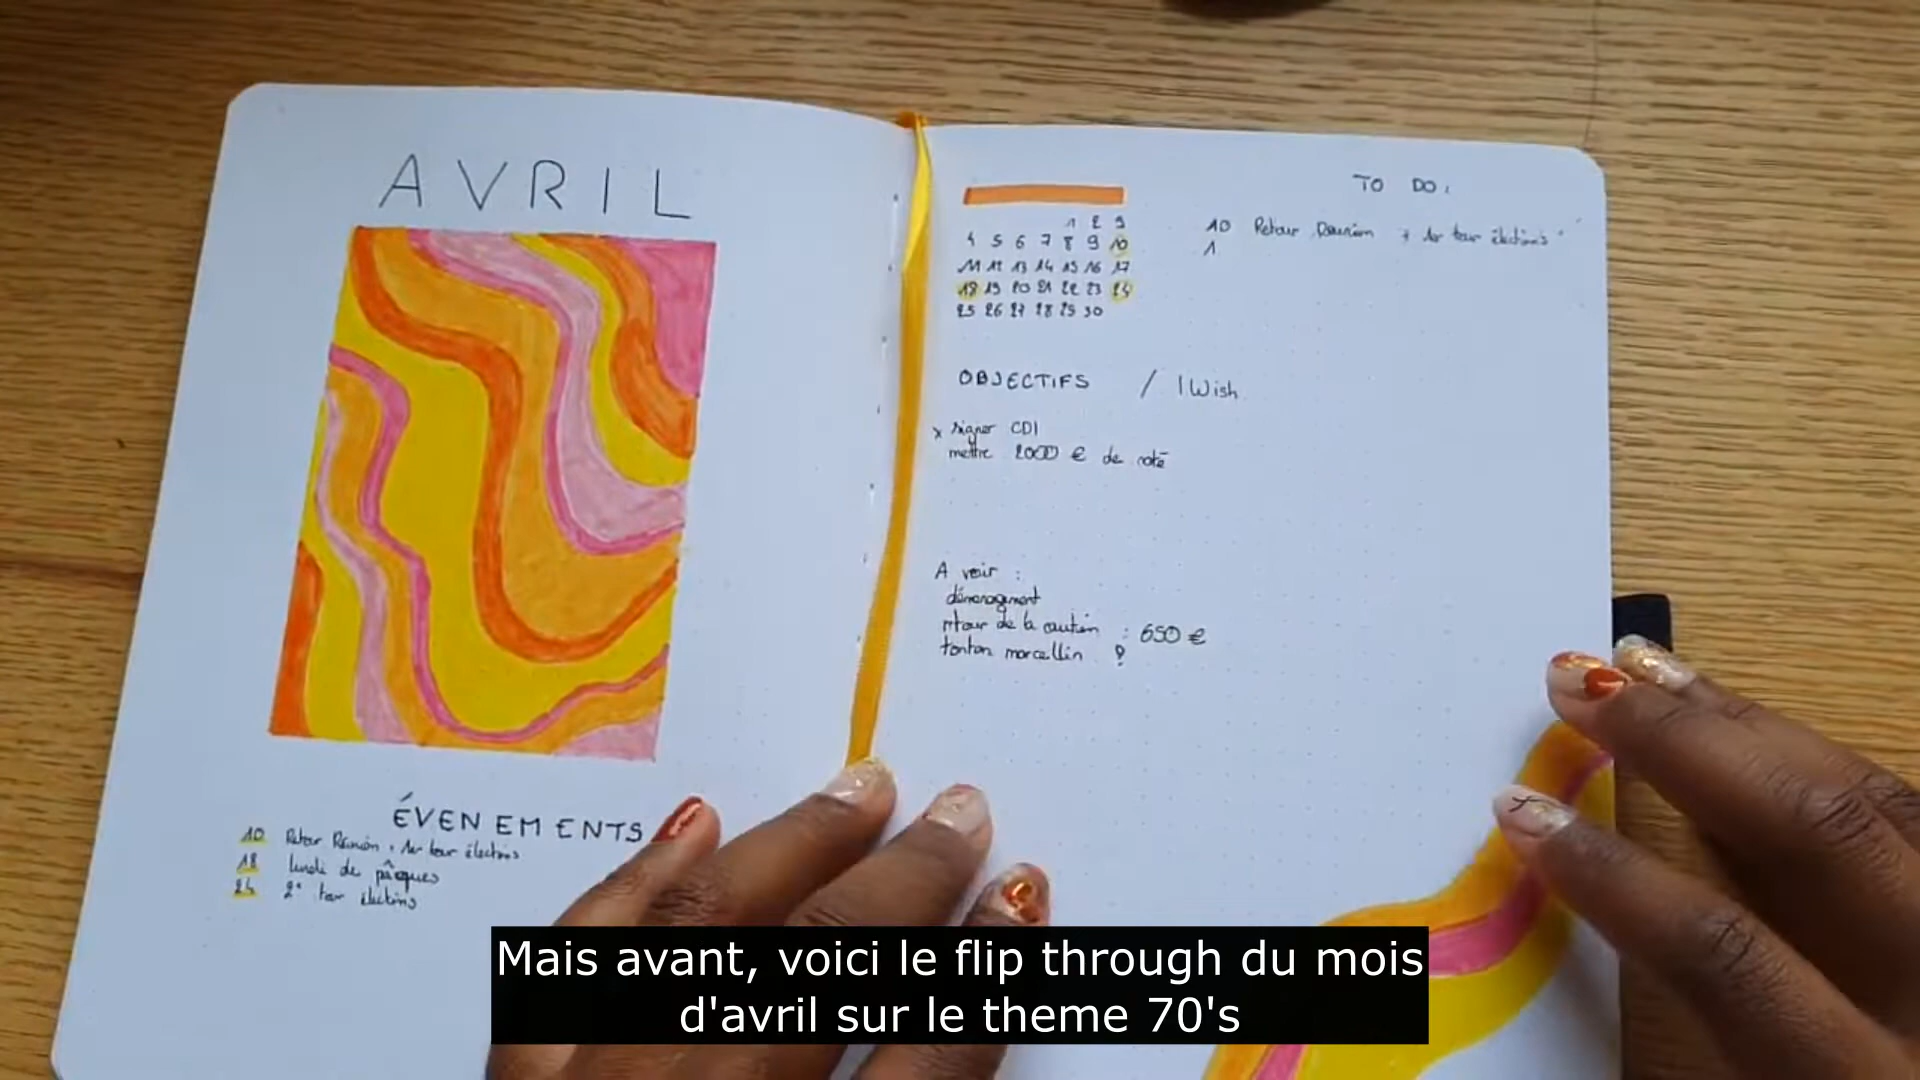 AVRIL
ÉVENEMENTS
10 Retour Réunion + 1er tour élections
18 lundi de pâques
24 2e tour élections
1 2 3
4 5 6 7 8 9 10
11 12 13 14 15 16 17
18 19 20 21 22 23 24
25 26 27 28 29 30
OBJECTIFS / I Wish
x signer CDI
mettre 2000 € de coté
A voir :
déménagement
retour de la caution : 650 €
tonton marcellin ?
TO DO :
10 Retour Réunion + 1er tour élections
1
Mais avant, voici le flip through du mois
d'avril sur le theme 70's